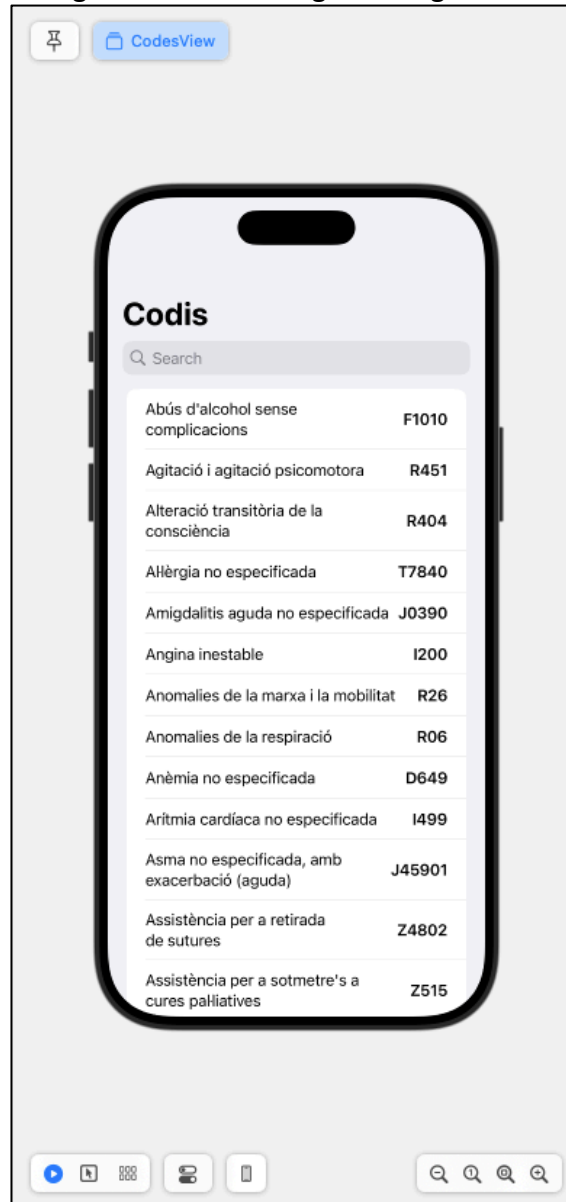 CodesView
Codis
Search
Abús d'alcohol sense
complicacions
F1010
Agitació i agitació psicomotora R451
Alteració transitòria de la
consciència
R404
Al·lèrgia no especificada T7840
Amigdalitis aguda no especificada J0390
Angina inestable I200
Anomalies de la marxa i la mobilitat R26
Anomalies de la respiració R06
Anèmia no especificada D649
Arítmia cardíaca no especificada I499
Asma no especificada, amb
exacerbació (aguda)
J45901
Assistència per a retirada
de sutures
Z4802
Assistència per a sotmetre's a
cures pal·liatives
Z515